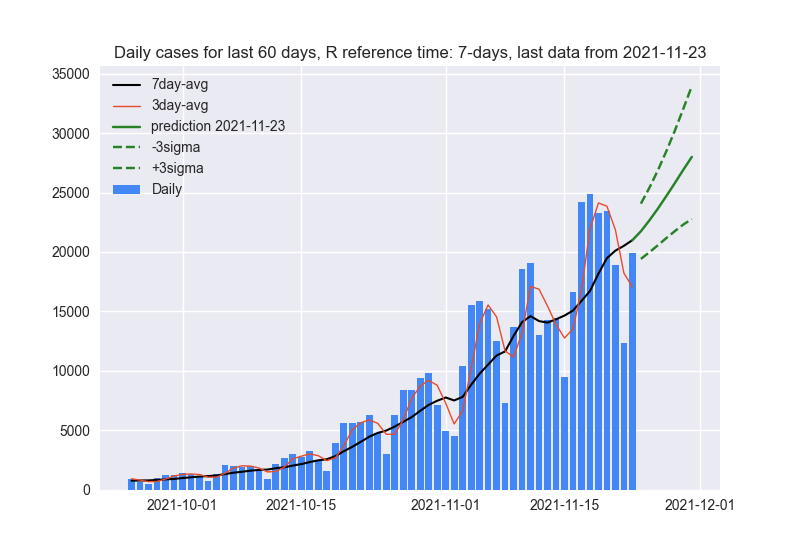 Daily cases for last 60 days, R reference time: 7-days, last data from 2021-11-23
35000
30000
25000
20000
15000
10000
5000
0
7day-avg
3day-avg
prediction 2021-11-23
-3sigma
+3sigma
Daily
2021-10-01
2021-10-15
2021-11-01
2021-11-15
2021-12-01